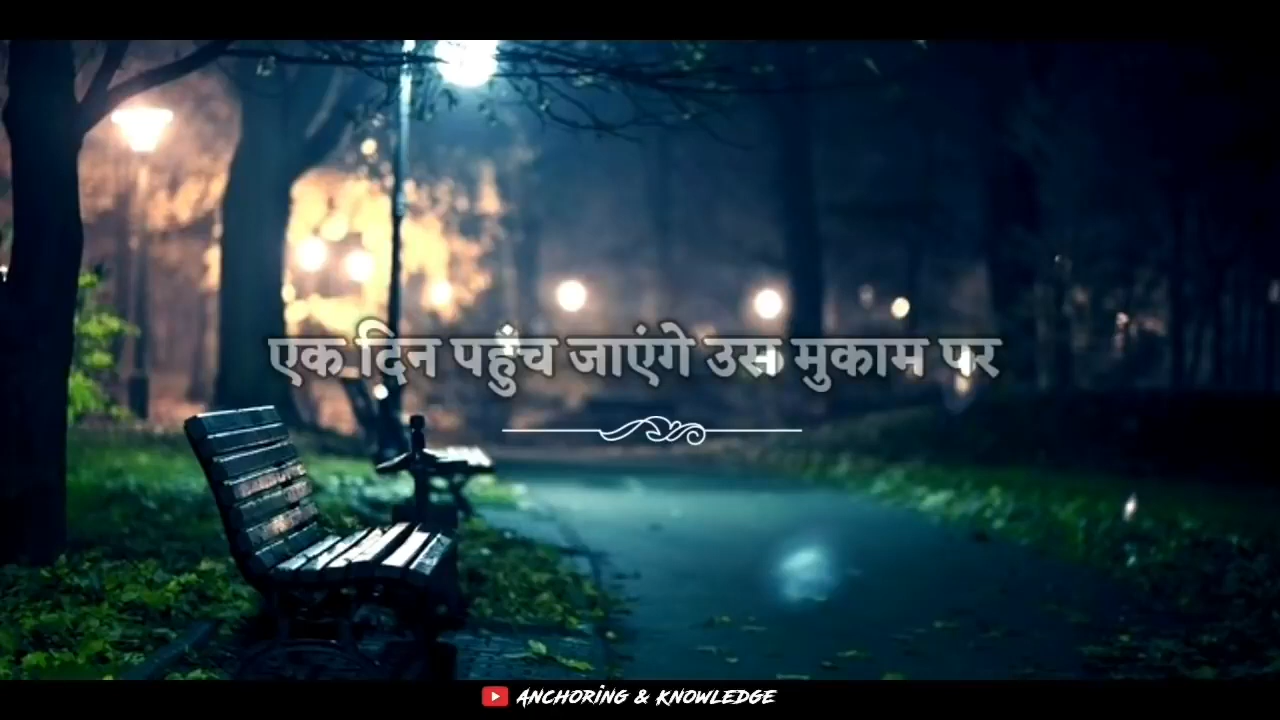 एक दिन पहुंच जाएंगे उस मुकाम पर
ANCHORING & KNOWLEDGE